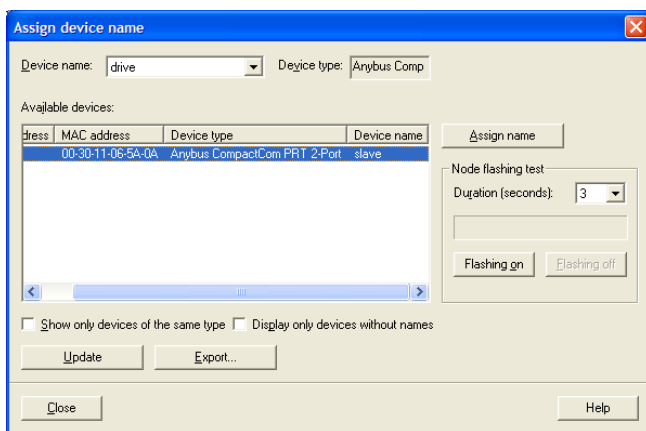 Assign device name
Device name: drive Device type: Anybus Comp
Available devices:
dress MAC address Device type Device name
00-30-11-06-5A-0A Anybus CompactCom PRT 2-Port slave
Assign name
Node flashing test
Duration (seconds): 3
Flashing on Flashing off
Show only devices of the same type Display only devices without names
Update Export...
Close Help